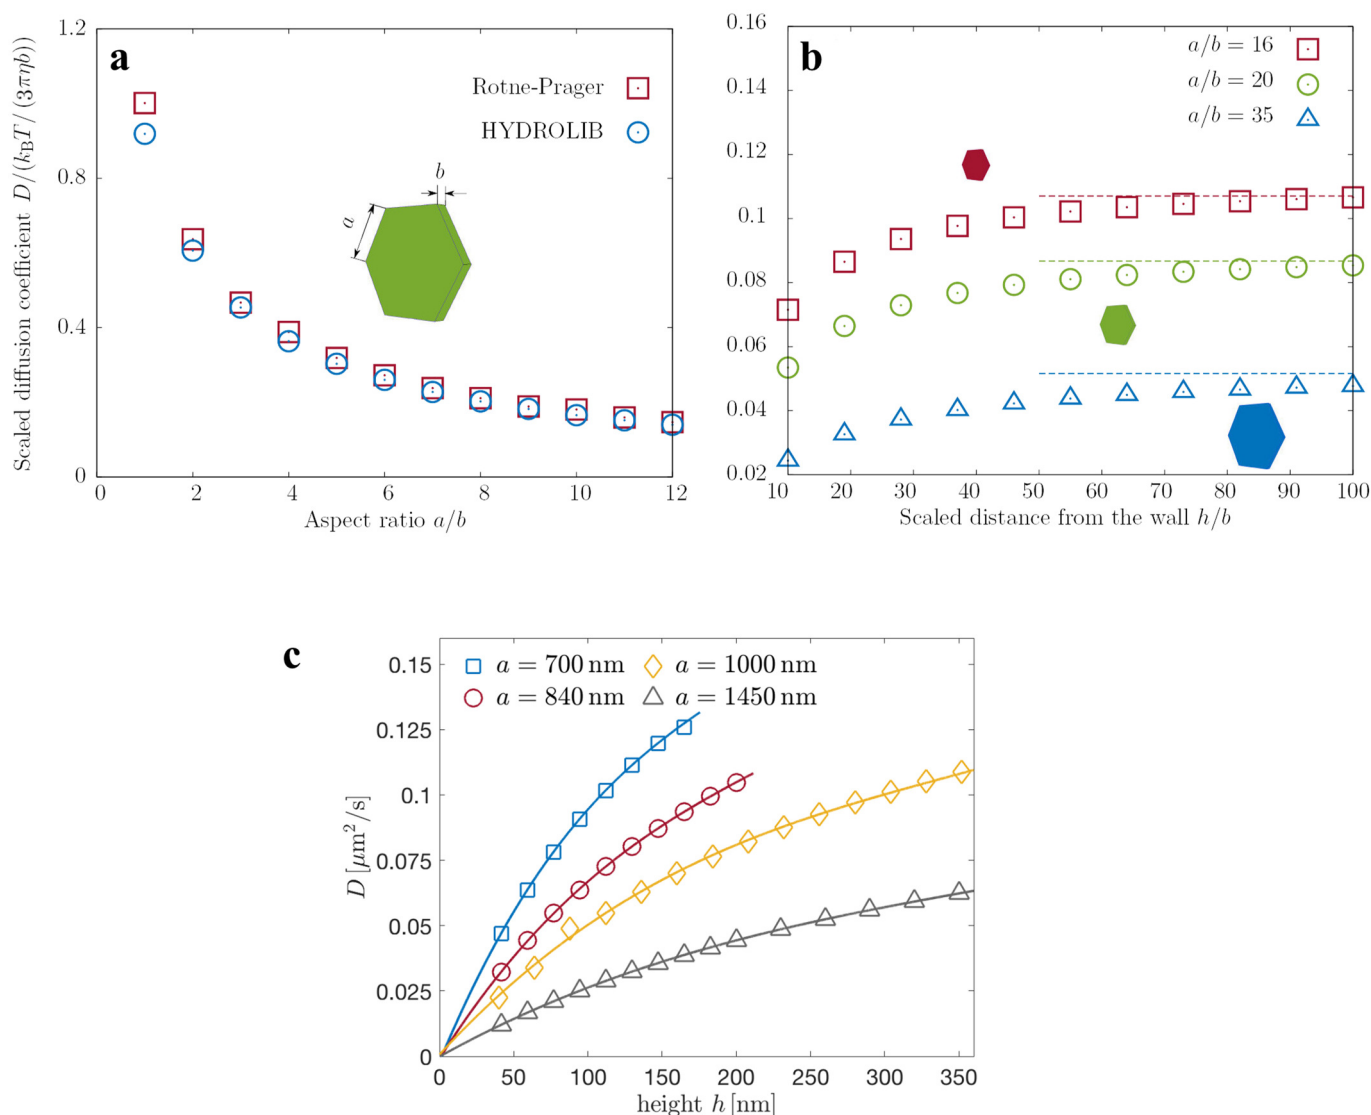 a
Scaled diffusion coefficient D/(k_BT/(3πηb))
1.2
0.8
0.4
0
0
2
4
6
8
10
12
Aspect ratio a/b
Rotne-Prager
HYDROLIB
b
a
b
0.16
0.14
0.12
0.1
0.08
0.06
0.04
0.02
10
20
30
40
50
60
70
80
90
100
Scaled distance from the wall h/b
a/b = 16
a/b = 20
a/b = 35
c
a = 700 nm
a = 1000 nm
a = 840 nm
a = 1450 nm
D [μm²/s]
0.15
0.125
0.1
0.075
0.05
0.025
0
0
50
100
150
200
250
300
350
height h [nm]